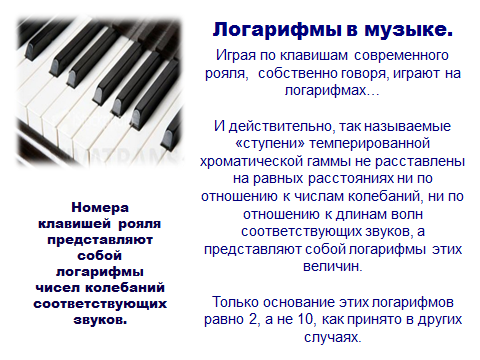 Логарифмы в музыке.
Играя по клавишам современного
рояля, собственно говоря, играют на
логарифмах…
И действительно, так называемые
«ступени» темперированной
хроматической гаммы не расставлены
на равных расстояниях ни по
отношению к числам колебаний, ни по
отношению к длинам волн
соответствующих звуков, а
представляют собой логарифмы этих
величин.
Только основание этих логарифмов
равно 2, а не 10, как принято в других
случаях.
Номера
клавишей рояля
представляют
собой
логарифмы
чисел колебаний
соответствующих
звуков.